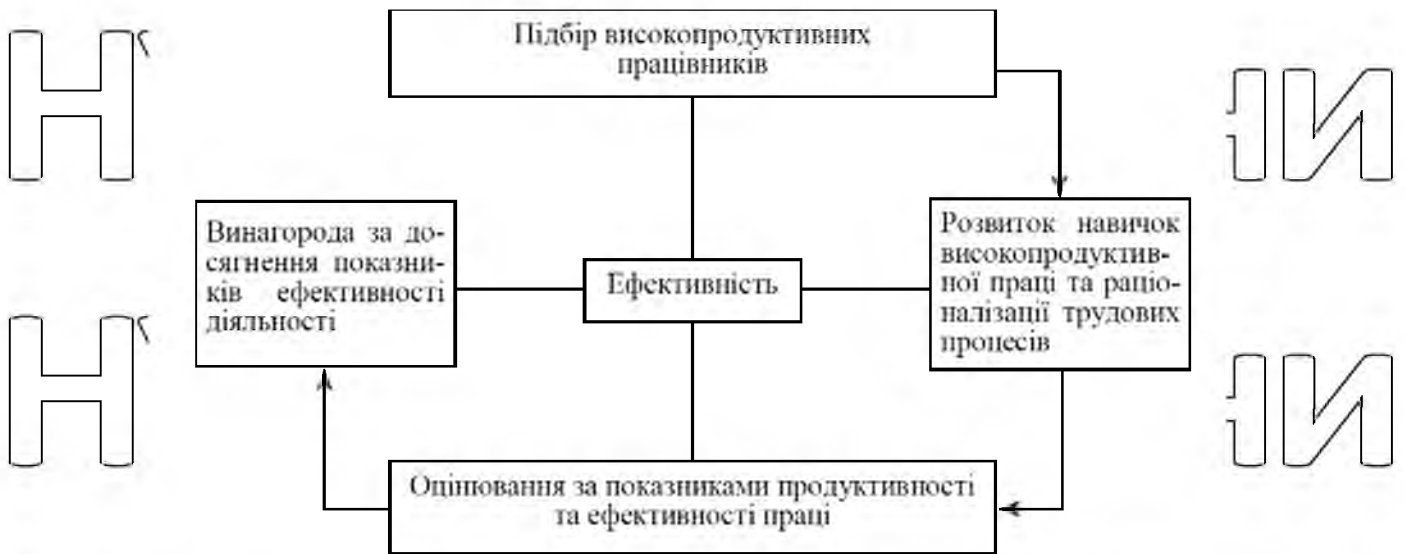 Підбір високопродуктивних
працівників
Винагорода за до-
сягнення показни-
ків ефективності
діяльності
Ефективність
Розвиток навичок
високопродуктив-
ної праці та раціо-
налізації трудових
процесів
Оцінювання за показниками продуктивності
та ефективності праці